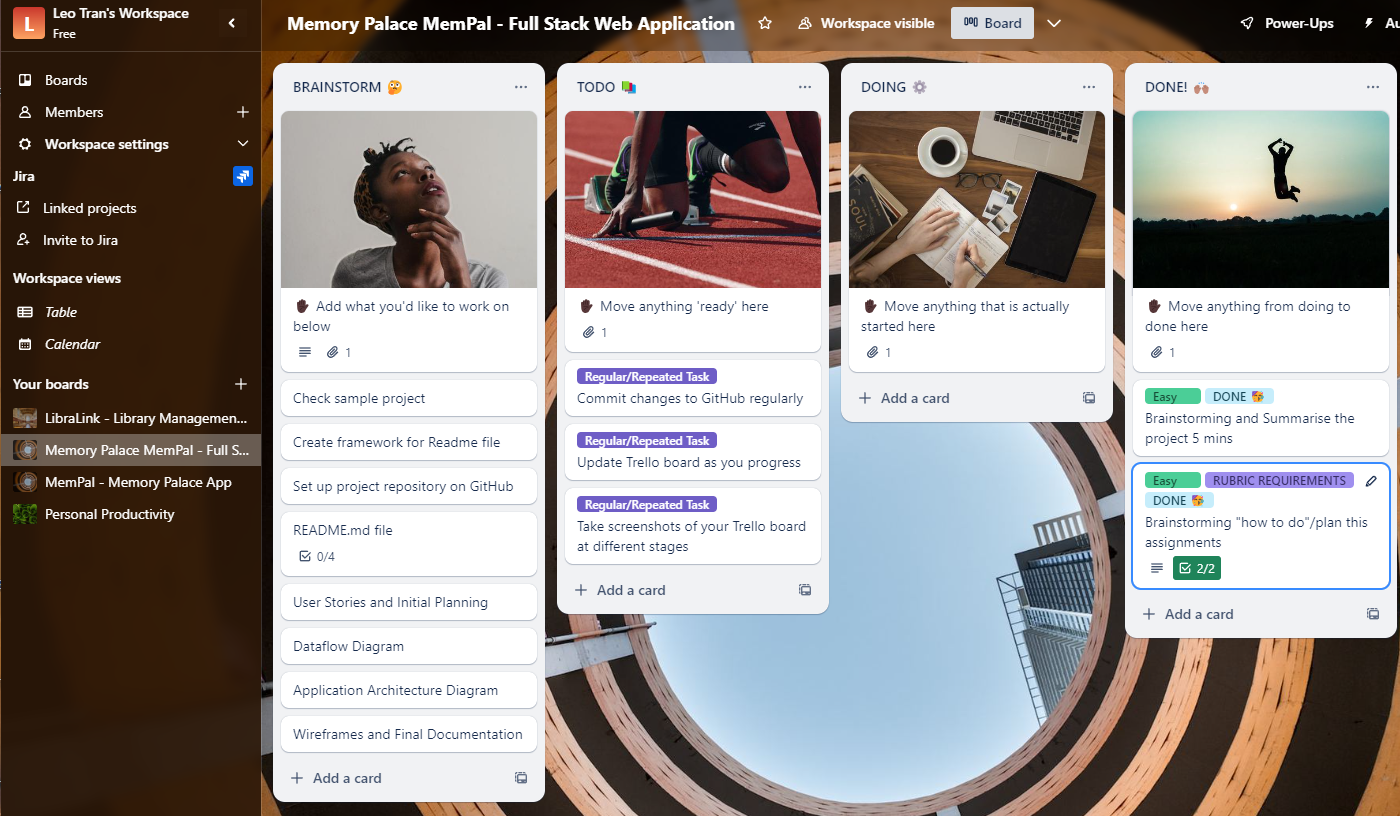 L
Leo Tran's Workspace
Free
Memory Palace MemPal - Full Stack Web Application
Workspace visible
Board
Power-Ups
Boards
Members
Workspace settings
Jira
Linked projects
Invite to Jira
Workspace views
Table
Calendar
Your boards
LibraLink - Library Managemen...
Memory Palace MemPal - Full S...
MemPal - Memory Palace App
Personal Productivity
BRAINSTORM 🤔
✋🏿 Add what you'd like to work on
below
1
Check sample project
Create framework for Readme file
Set up project repository on GitHub
README.md file
0/4
User Stories and Initial Planning
Dataflow Diagram
Application Architecture Diagram
Wireframes and Final Documentation
+ Add a card
TODO 📚
✋🏿 Move anything 'ready' here
1
Regular/Repeated Task
Commit changes to GitHub regularly
Regular/Repeated Task
Update Trello board as you progress
Regular/Repeated Task
Take screenshots of your Trello board
at different stages
+ Add a card
DOING ⚙️
SOUL
✋🏿 Move anything that is actually
started here
1
+ Add a card
DONE! 🙌🏽
✋🏿 Move anything from doing to
done here
1
Easy DONE 🥳
Brainstorming and Summarise the
project 5 mins
Easy RUBRIC REQUIREMENTS
DONE 🥳
Brainstorming "how to do"/plan this
assignments
2/2
+ Add a card